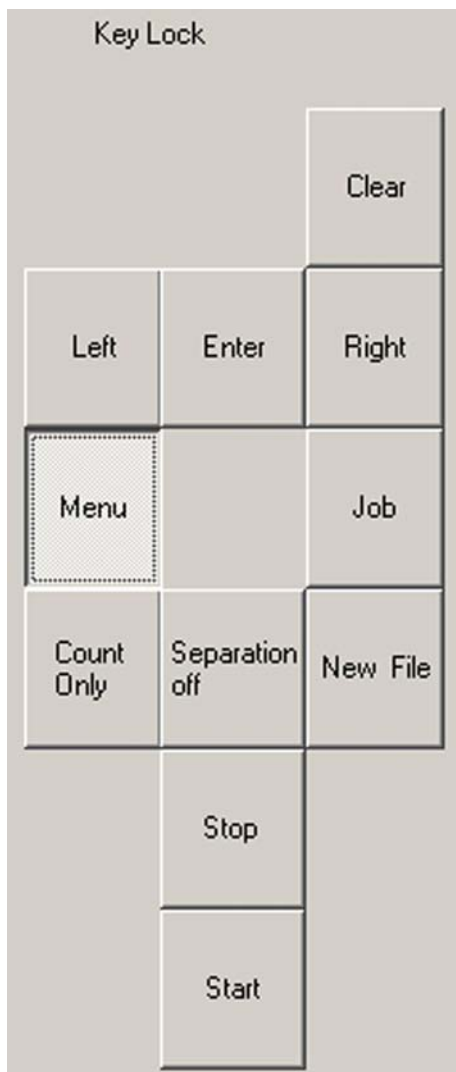 Key Lock
Clear
Left
Enter
Right
Menu
Job
Count
Only
Separation
off
New File
Stop
Start